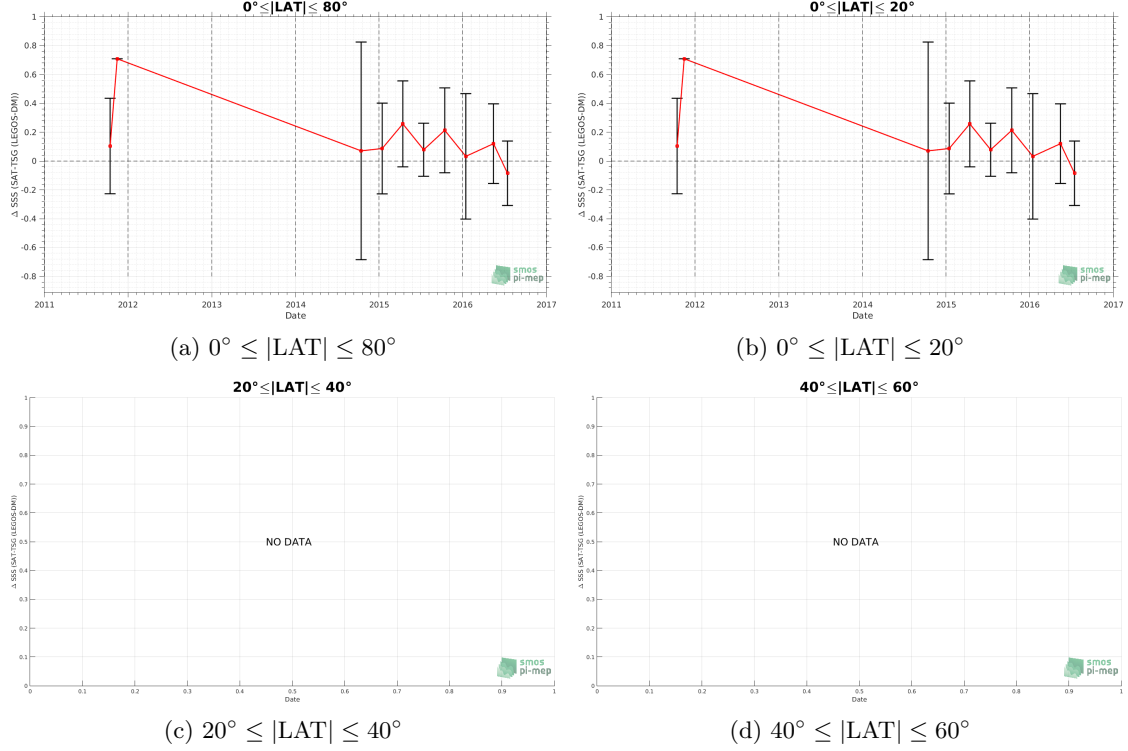 0°≤|LAT|≤ 80°
1
0.8
0.6
0.4
0.2
0
-0.2
-0.4
-0.6
-0.8
Δ SSS (SAT-TSG (LEGOS-DM))
2011 2012 2013 2014 2015 2016 2017
Date
smos
pi-mep
(a) 0° ≤ |LAT| ≤ 80°
0°≤|LAT|≤ 20°
1
0.8
0.6
0.4
0.2
0
-0.2
-0.4
-0.6
-0.8
Δ SSS (SAT-TSG (LEGOS-DM))
2011 2012 2013 2014 2015 2016 2017
Date
smos
pi-mep
(b) 0° ≤ |LAT| ≤ 20°
20°≤|LAT|≤ 40°
1
0.9
0.8
0.7
0.6
0.5
0.4
0.3
0.2
0.1
0
Δ SSS (SAT-TSG (LEGOS-DM))
NO DATA
0 0.1 0.2 0.3 0.4 0.5 0.6 0.7 0.8 0.9 1
Date
smos
pi-mep
(c) 20° ≤ |LAT| ≤ 40°
40°≤|LAT|≤ 60°
1
0.9
0.8
0.7
0.6
0.5
0.4
0.3
0.2
0.1
0
Δ SSS (SAT-TSG (LEGOS-DM))
NO DATA
0 0.1 0.2 0.3 0.4 0.5 0.6 0.7 0.8 0.9 1
Date
smos
pi-mep
(d) 40° ≤ |LAT| ≤ 60°